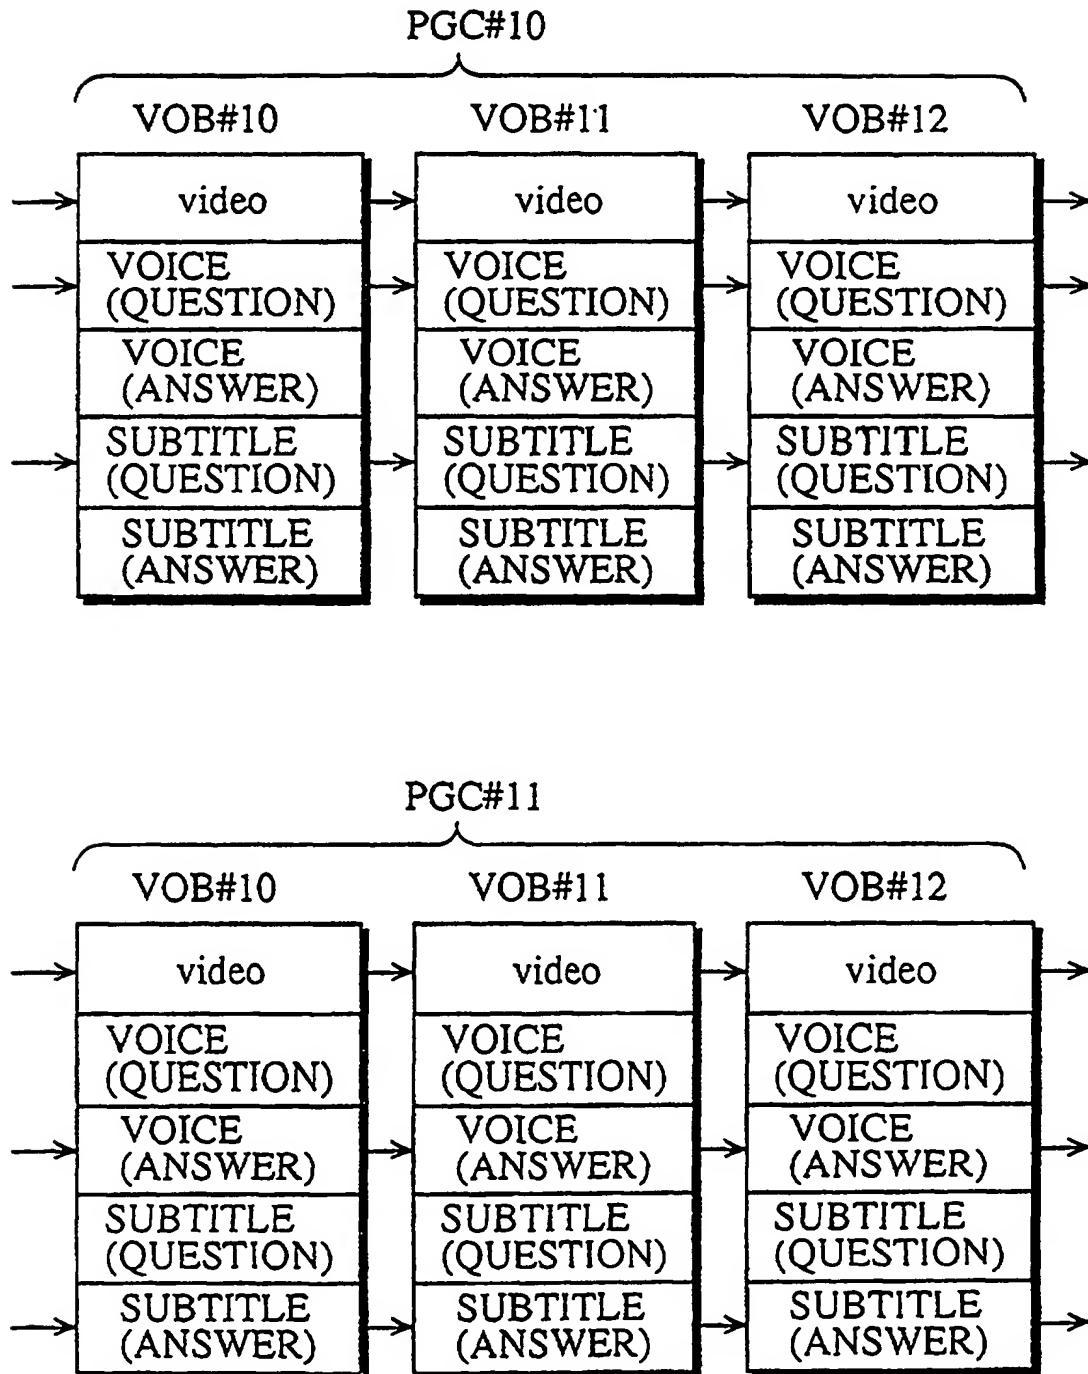 PGC#10
VOB#10 VOB#11 VOB#12
video video video
VOICE (QUESTION) VOICE (QUESTION) VOICE (QUESTION)
VOICE (ANSWER) VOICE (ANSWER) VOICE (ANSWER)
SUBTITLE (QUESTION) SUBTITLE (QUESTION) SUBTITLE (QUESTION)
SUBTITLE (ANSWER) SUBTITLE (ANSWER) SUBTITLE (ANSWER)
PGC#11
VOB#10 VOB#11 VOB#12
video video video
VOICE (QUESTION) VOICE (QUESTION) VOICE (QUESTION)
VOICE (ANSWER) VOICE (ANSWER) VOICE (ANSWER)
SUBTITLE (QUESTION) SUBTITLE (QUESTION) SUBTITLE (QUESTION)
SUBTITLE (ANSWER) SUBTITLE (ANSWER) SUBTITLE (ANSWER)